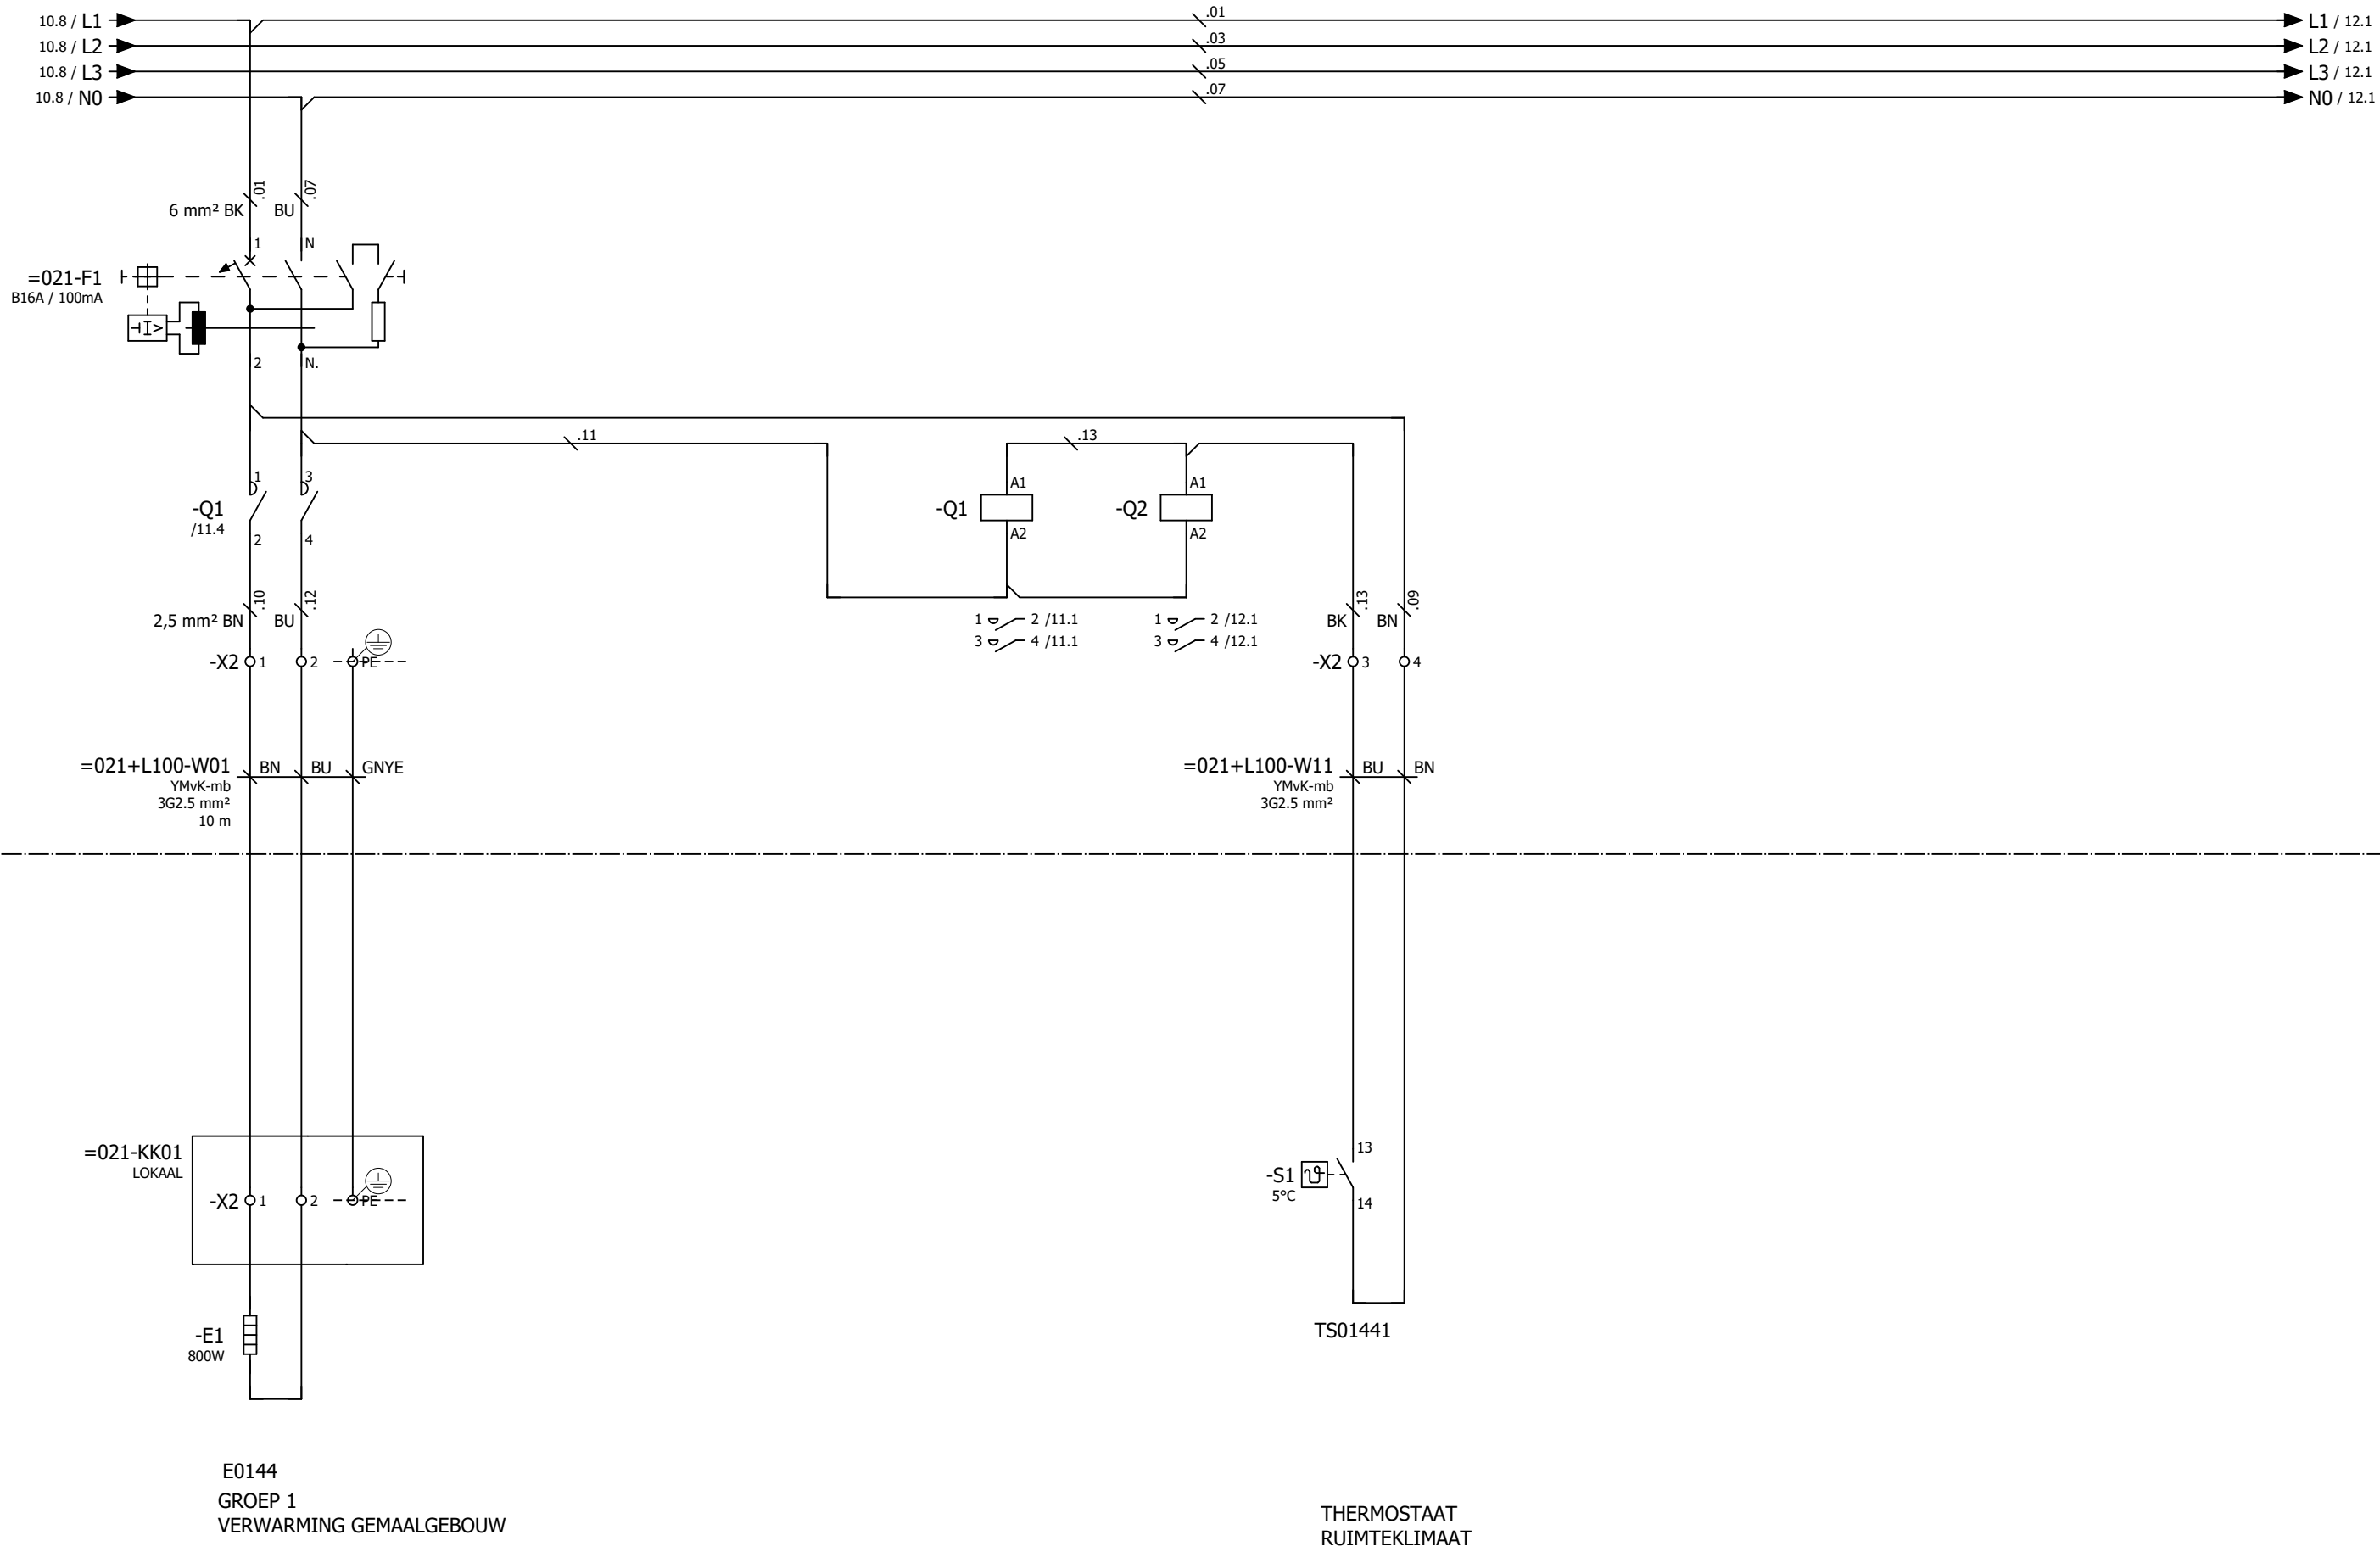 10.8 / L1
.01
L1 / 12.1
10.8 / L2
.03
L2 / 12.1
10.8 / L3
.05
L3 / 12.1
10.8 / N0
.07
N0 / 12.1
.01
.07
6 mm² BK
BU
1
N
=021-F1
B16A / 100mA
I>
2
N.
.11
.13
1
3
-Q1
/11.4
2
4
-Q1
A1
A2
-Q2
A1
A2
.10
.12
2,5 mm² BN
BU
1 2 /11.1
3 4 /11.1
1 2 /12.1
3 4 /12.1
.13
.09
BK
BN
-X2
1
2
PE
-X2
3
4
=021+L100-W01
BN
BU
GNYE
YMvK-mb
3G2.5 mm²
10 m
=021+L100-W11
BU
BN
YMvK-mb
3G2.5 mm²
=021-KK01
LOKAAL
-X2
1
2
PE
13
-S1
ϑ
5°C
14
-E1
800W
TS01441
E0144
GROEP 1
VERWARMING GEMAALGEBOUW
THERMOSTAAT
RUIMTEKLIMAAT